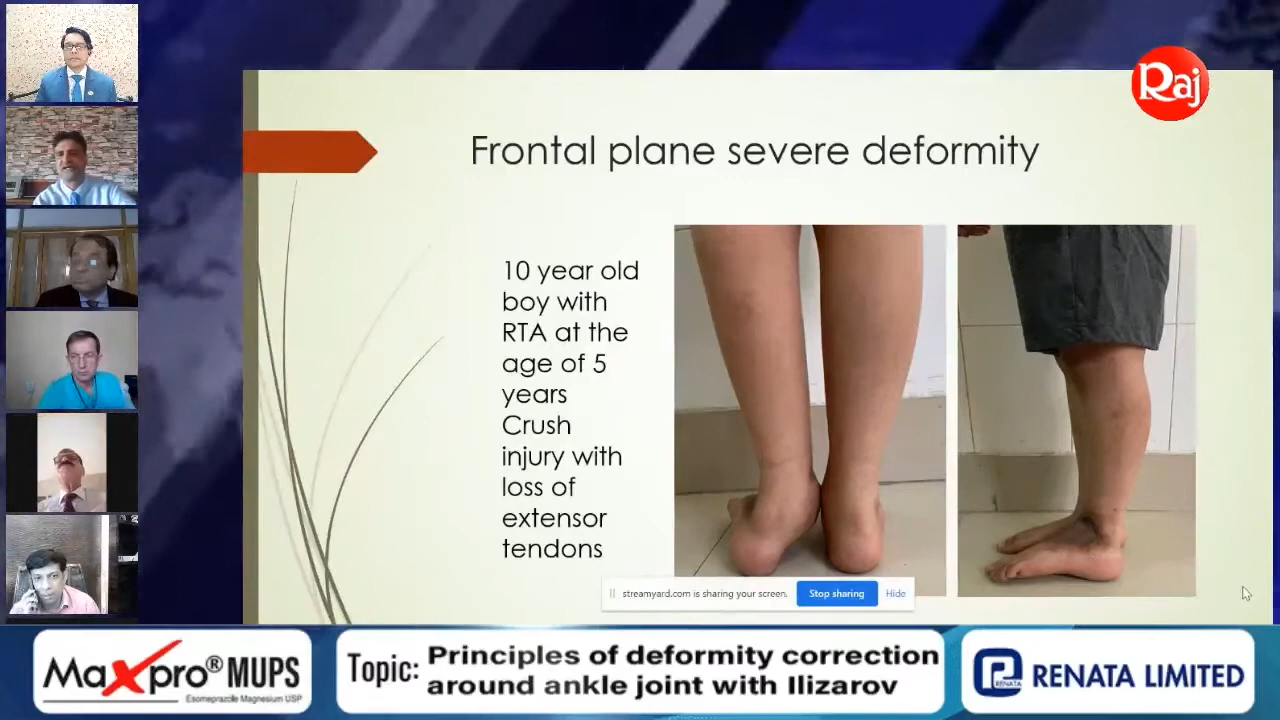 Raj
Frontal plane severe deformity
10 year old
boy with
RTA at the
age of 5
years
Crush
injury with
loss of
extensor
tendons
streamyard.com is sharing your screen.
Stop sharing
Hide
Maxpro® MUPS
Esomeprazole Magnesium USP
Topic:
Principles of deformity correction
around ankle joint with Ilizarov
RENATA
RENATA LIMITED